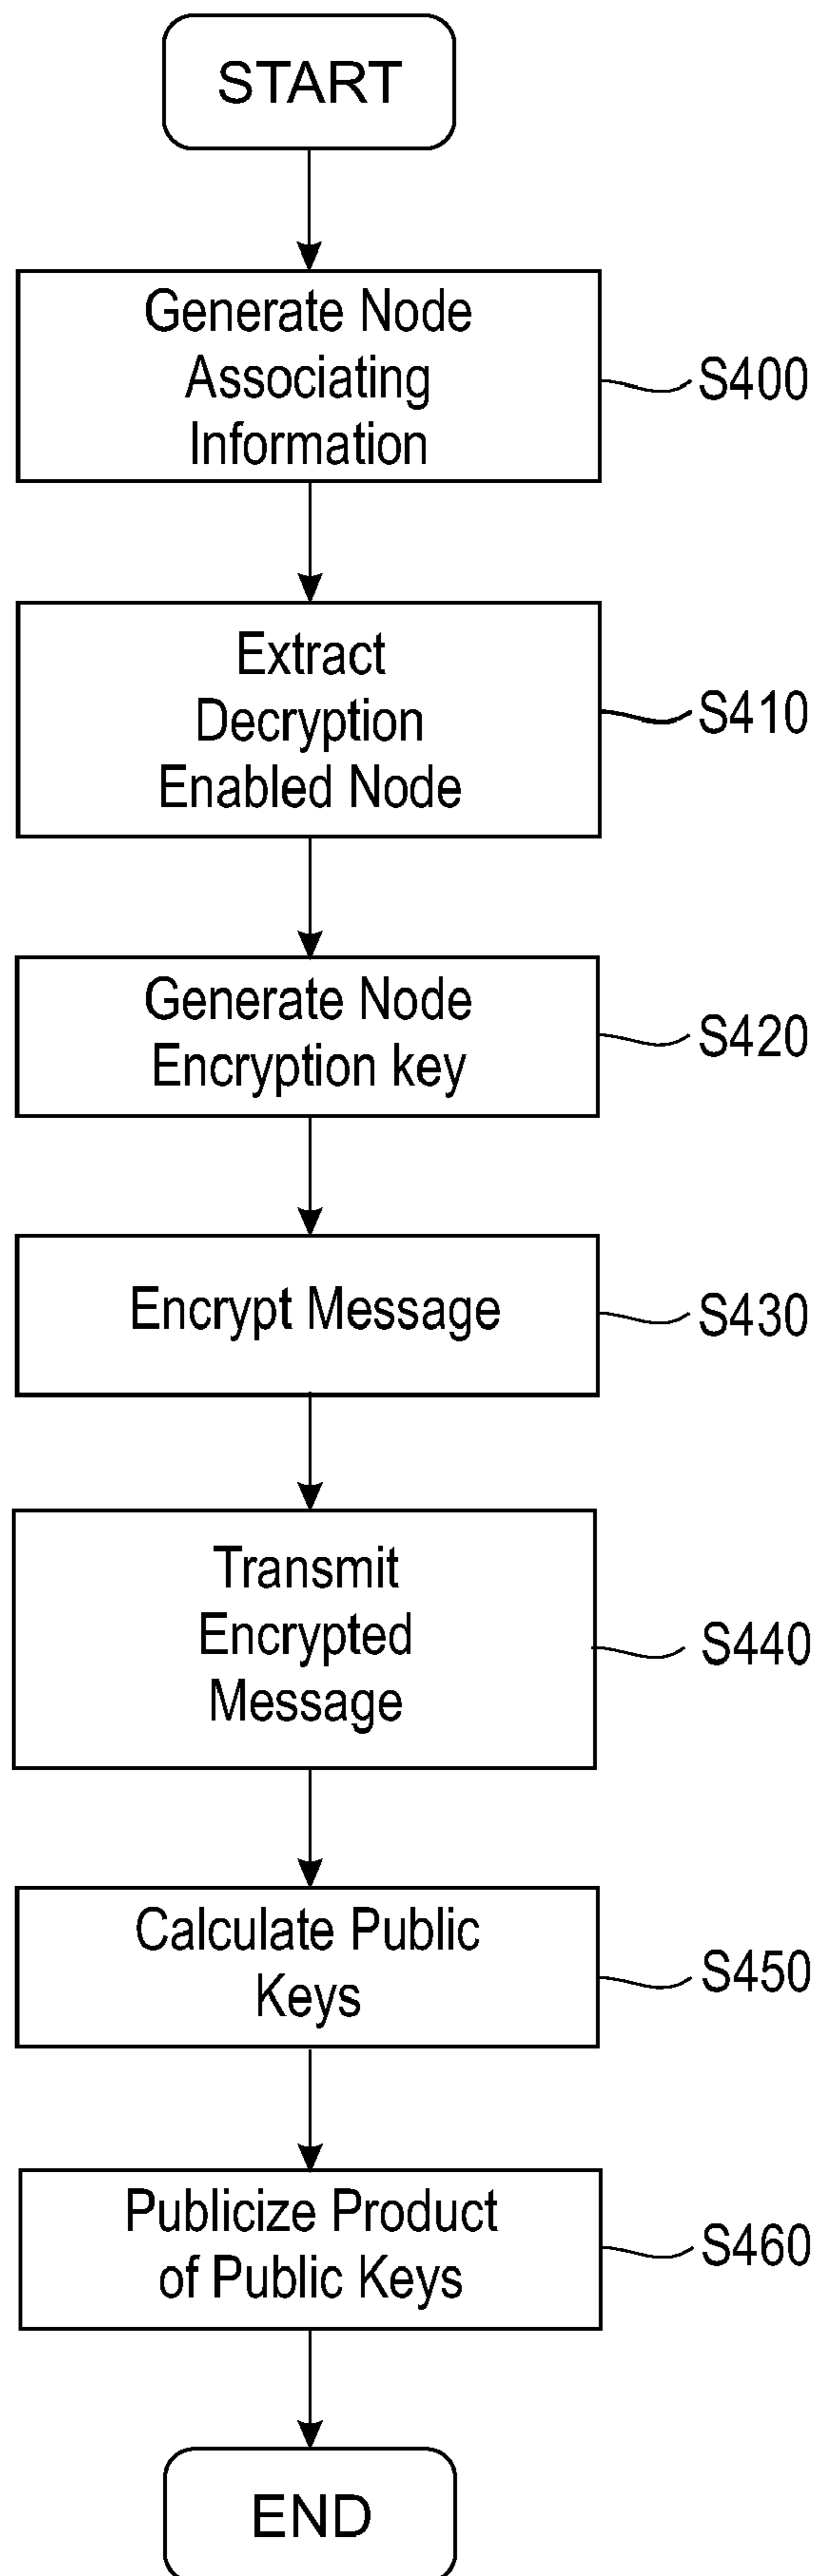 START
Generate Node
Associating
Information
S400
Extract
Decryption
Enabled Node
S410
Generate Node
Encryption key
S420
Encrypt Message
S430
Transmit
Encrypted
Message
S440
Calculate Public
Keys
S450
Publicize Product
of Public Keys
S460
END